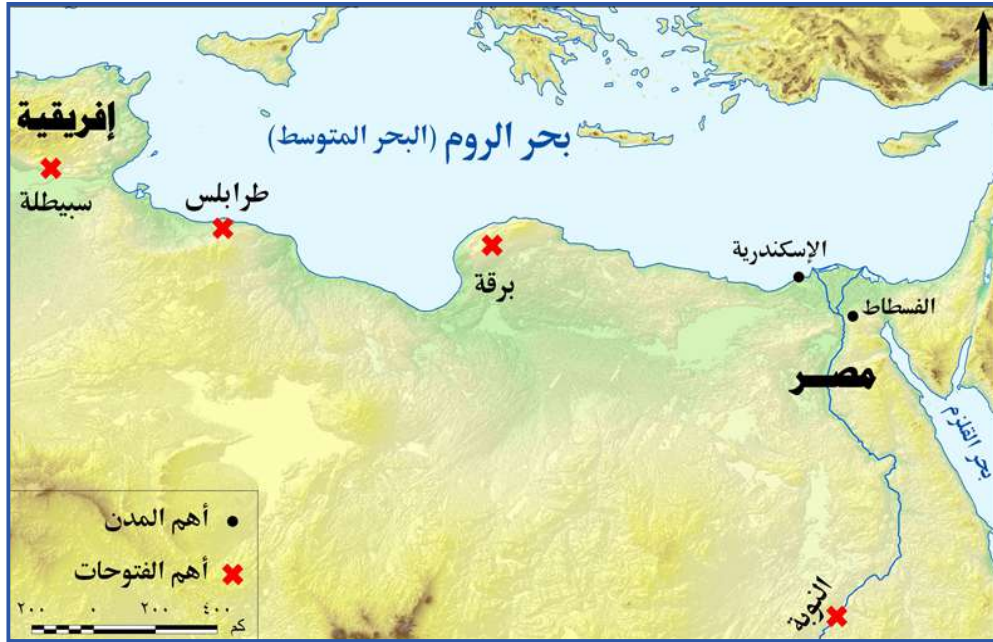 إفريقية
سبيطلة
طرابلس
بحر الروم (البحر المتوسط)
برقة
الإسكندرية
الفسطاط
مصـر
بحر القلزم
النوبة
أهم المدن
أهم الفتوحات
٢٠٠ ٠ ٢٠٠ ٤٠٠
كم